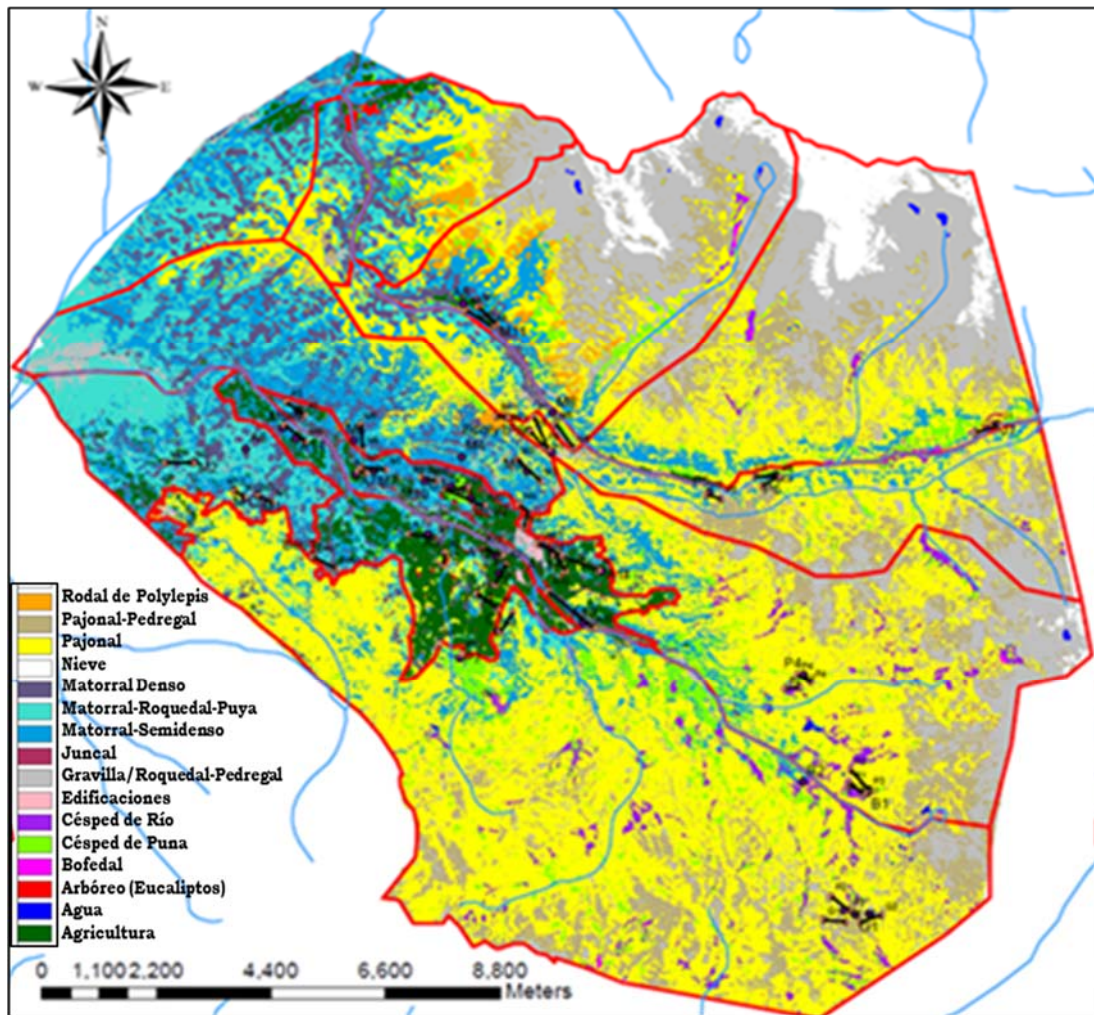 N
W
E
S
Rodal de Polylepis
Pajonal-Pedregal
Pajonal
Nieve
Matorral Denso
Matorral-Roquedal-Puya
Matorral-Semidenso
Juncal
Gravilla/Roquedal-Pedregal
Edificaciones
Césped de Río
Césped de Puna
Bofedal
Arbóreo (Eucaliptos)
Agua
Agricultura
0 1,100 2,200 4,400 6,600 8,800
Meters